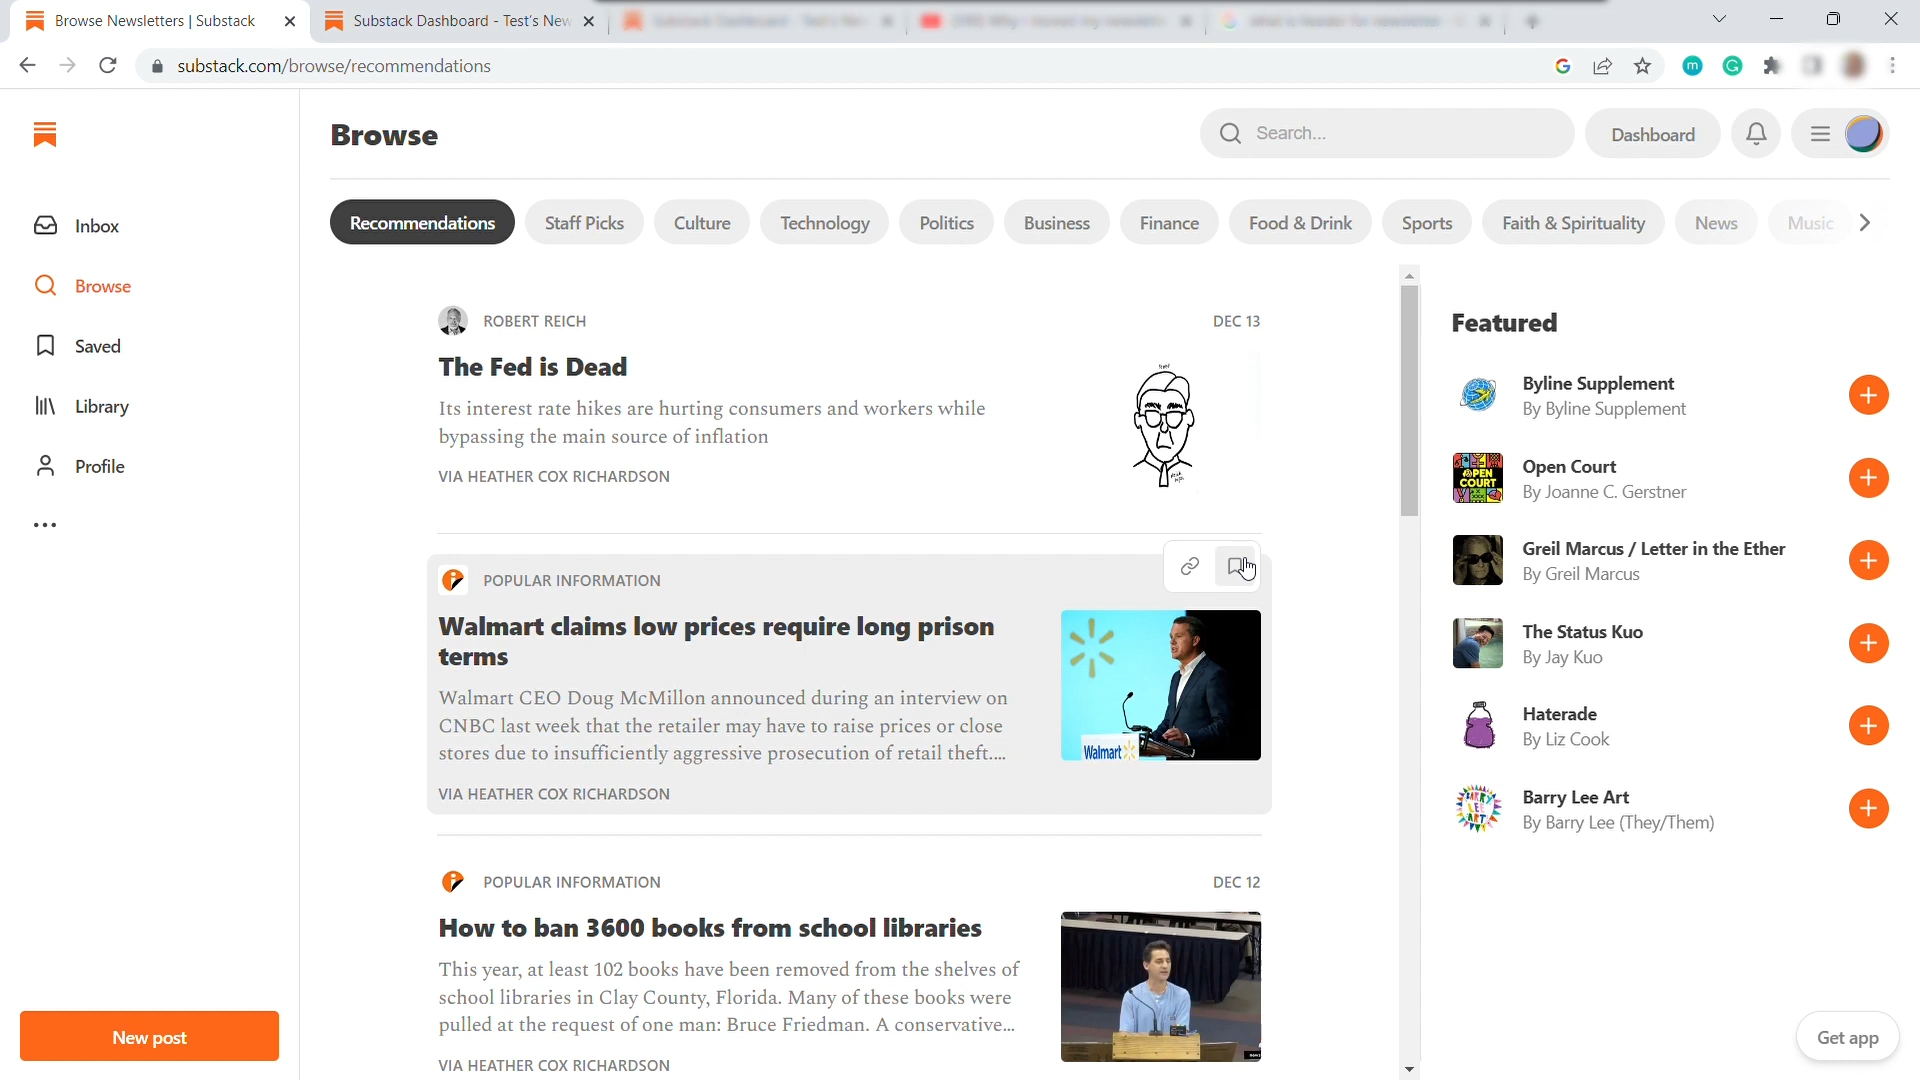 Browse Newsletters | Substack
Substack Dashboard - Test's New
substack.com/browse/recommendations
Browse
Search...
Dashboard
Recommendations
Staff Picks
Culture
Technology
Politics
Business
Finance
Food & Drink
Sports
Faith & Spirituality
News
Music
Inbox
Browse
Saved
Library
Profile
New post
ROBERT REICH
DEC 13
The Fed is Dead
Its interest rate hikes are hurting consumers and workers while
bypassing the main source of inflation
VIA HEATHER COX RICHARDSON
POPULAR INFORMATION
Walmart claims low prices require long prison
terms
Walmart CEO Doug McMillon announced during an interview on
CNBC last week that the retailer may have to raise prices or close
stores due to insufficiently aggressive prosecution of retail theft....
Walmart
VIA HEATHER COX RICHARDSON
POPULAR INFORMATION
DEC 12
How to ban 3600 books from school libraries
This year, at least 102 books have been removed from the shelves of
school libraries in Clay County, Florida. Many of these books were
pulled at the request of one man: Bruce Friedman. A conservative...
VIA HEATHER COX RICHARDSON
Featured
Byline Supplement
By Byline Supplement
OPEN
COURT
Open Court
By Joanne C. Gerstner
Greil Marcus / Letter in the Ether
By Greil Marcus
The Status Kuo
By Jay Kuo
Haterade
By Liz Cook
BARRY
LEE
ART
Barry Lee Art
By Barry Lee (They/Them)
Get app